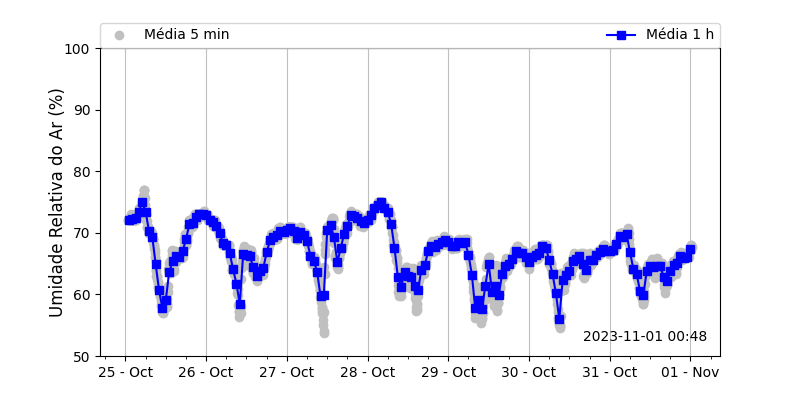 Média 5 min
Média 1 h
Umidade Relativa do Ar (%)
100
90
80
70
60
50
2023-11-01 00:48
25 - Oct
26 - Oct
27 - Oct
28 - Oct
29 - Oct
30 - Oct
31 - Oct
01 - Nov